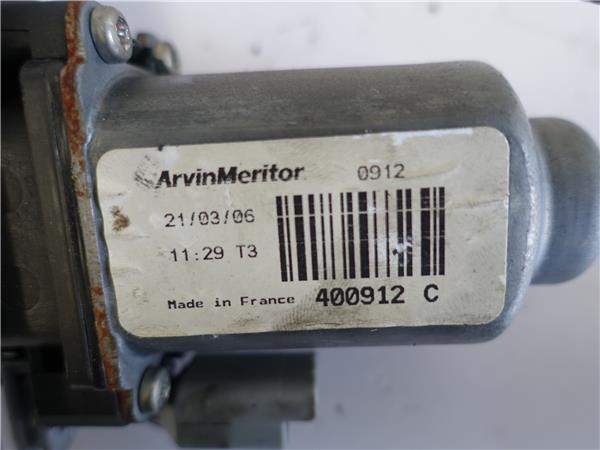 ArvinMeritor 0912
21/03/06
11:29 T3
Made in France 400912 C